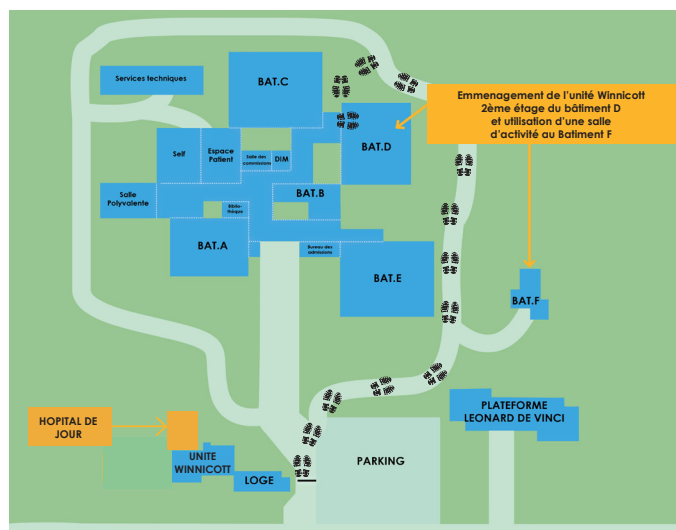 Services techniques
BAT.C
Emmenagement de l'unité Winnicott
2ème étage du bâtiment D
et utilisation d'une salle
d'activité au Batiment F
Self
Espace
Patient
Salle des
commissions
DIM
BAT.D
Salle
Polyvalente
Biblio-
thèque
BAT.B
BAT.A
Bureau des
admissions
BAT.E
BAT.F
HOPITAL DE
JOUR
UNITE
WINNICOTT
LOGE
PARKING
PLATEFORME
LEONARD DE VINCI